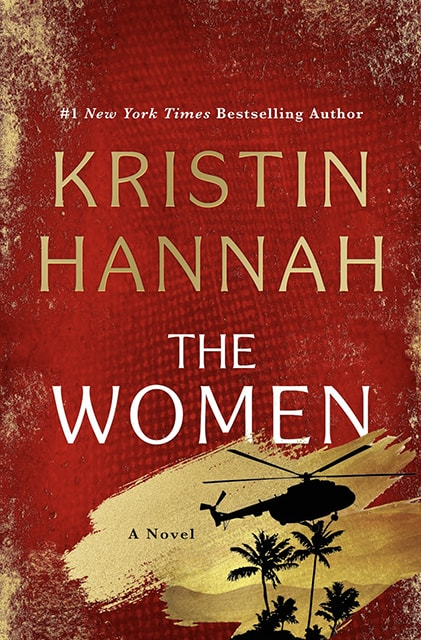 #1 New York Times Bestselling Author
KRISTIN
HANNAH
THE
WOMEN
A Novel